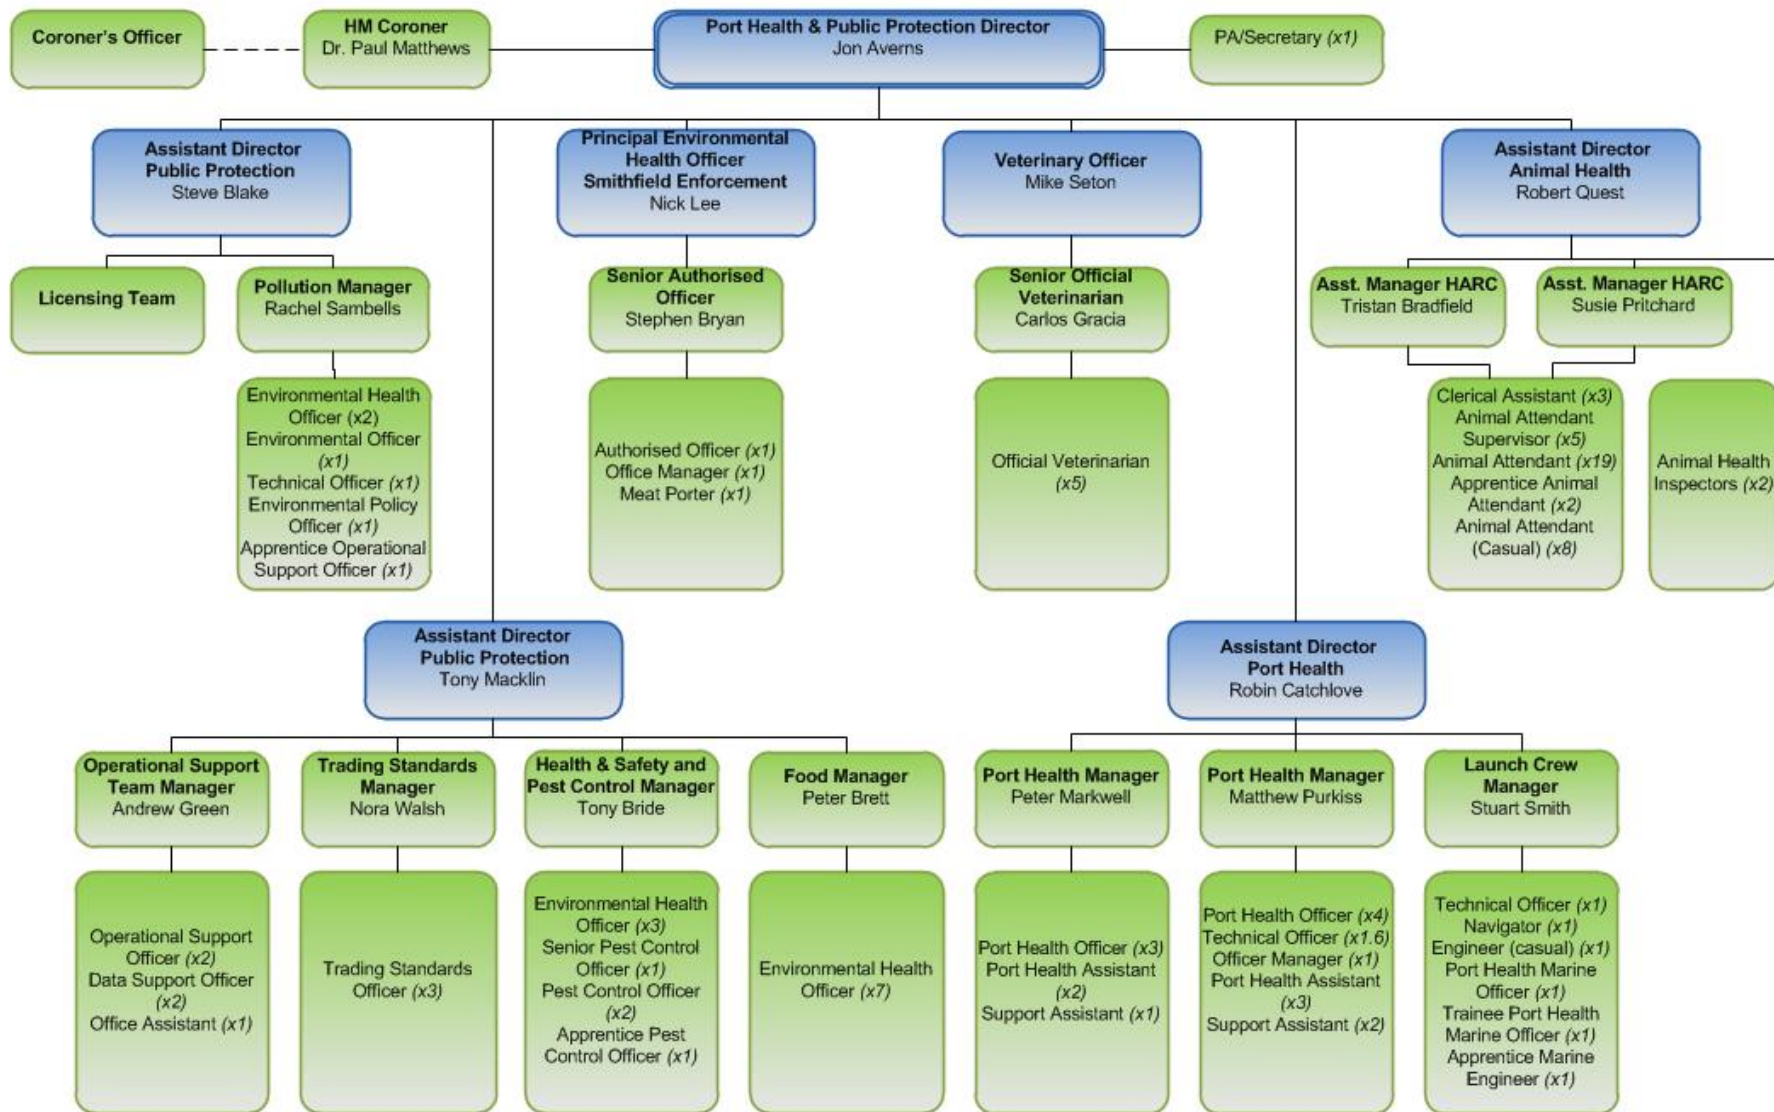 Coroner's Officer
HM Coroner
Dr. Paul Matthews
Port Health & Public Protection Director
Jon Averns
PA/Secretary (x1)
Assistant Director
Public Protection
Steve Blake
Principal Environmental
Health Officer
Smithfield Enforcement
Nick Lee
Veterinary Officer
Mike Seton
Assistant Director
Animal Health
Robert Quest
Licensing Team
Pollution Manager
Rachel Sambells
Senior Authorised
Officer
Stephen Bryan
Senior Official
Veterinarian
Carlos Gracia
Asst. Manager HARC
Tristan Bradfield
Asst. Manager HARC
Susie Pritchard
Environmental Health
Officer (x2)
Environmental Officer
(x1)
Technical Officer (x1)
Environmental Policy
Officer (x1)
Apprentice Operational
Support Officer (x1)
Authorised Officer (x1)
Office Manager (x1)
Meat Porter (x1)
Official Veterinarian
(x5)
Clerical Assistant (x3)
Animal Attendant
Supervisor (x5)
Animal Attendant (x19)
Apprentice Animal
Attendant (x2)
Animal Attendant
(Casual) (x8)
Animal Health
Inspectors (x2)
Assistant Director
Public Protection
Tony Macklin
Assistant Director
Port Health
Robin Catchlove
Operational Support
Team Manager
Andrew Green
Trading Standards
Manager
Nora Walsh
Health & Safety and
Pest Control Manager
Tony Bride
Food Manager
Peter Brett
Port Health Manager
Peter Markwell
Port Health Manager
Matthew Purkiss
Launch Crew
Manager
Stuart Smith
Operational Support
Officer (x2)
Data Support Officer
(x2)
Office Assistant (x1)
Trading Standards
Officer (x3)
Environmental Health
Officer (x3)
Senior Pest Control
Officer (x1)
Pest Control Officer
(x2)
Apprentice Pest
Control Officer (x1)
Environmental Health
Officer (x7)
Port Health Officer (x3)
Port Health Assistant
(x2)
Support Assistant (x1)
Port Health Officer (x4)
Technical Officer (x1.6)
Officer Manager (x1)
Port Health Assistant
(x3)
Support Assistant (x2)
Technical Officer (x1)
Navigator (x1)
Engineer (casual) (x1)
Port Health Marine
Officer (x1)
Trainee Port Health
Marine Officer (x1)
Apprentice Marine
Engineer (x1)